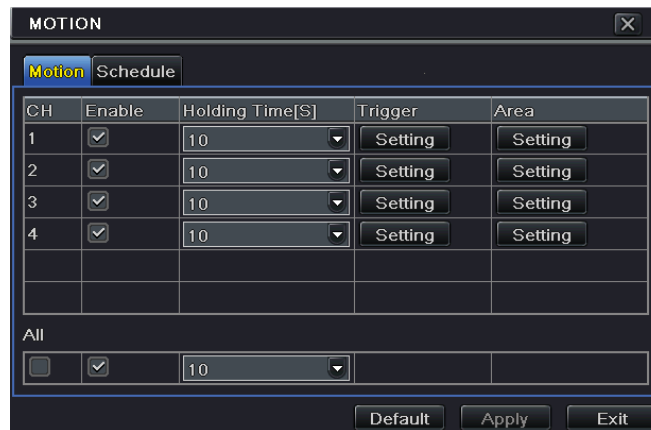 MOTION
Motion Schedule
CH Enable Holding Time[S] Trigger Area
1 10 Setting Setting
2 10 Setting Setting
3 10 Setting Setting
4 10 Setting Setting
All
10
Default Apply Exit